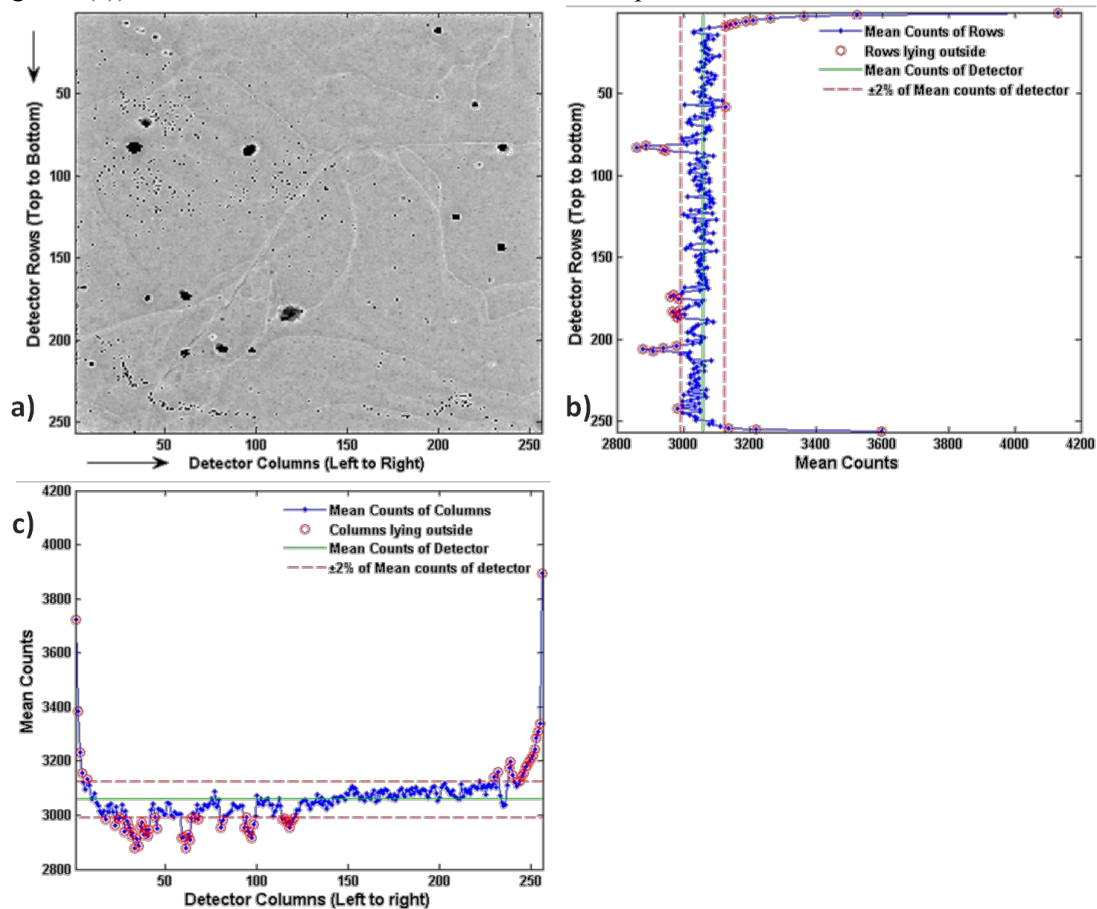 50
100
150
200
250
Detector Rows (Top to Bottom)
a)
50
100
150
200
250
Detector Columns (Left to Right)
Mean Counts of Rows
Rows lying outside
Mean Counts of Detector
±2% of Mean counts of detector
50
100
150
200
250
Detector Rows (Top to bottom)
b)
2800
3000
3200
3400
3600
3800
4000
4200
Mean Counts
c)
4200
4000
3800
3600
3400
3200
3000
2800
Mean Counts
Mean Counts of Columns
Columns lying outside
Mean Counts of Detector
±2% of Mean counts of detector
50
100
150
200
250
Detector Columns (Left to right)